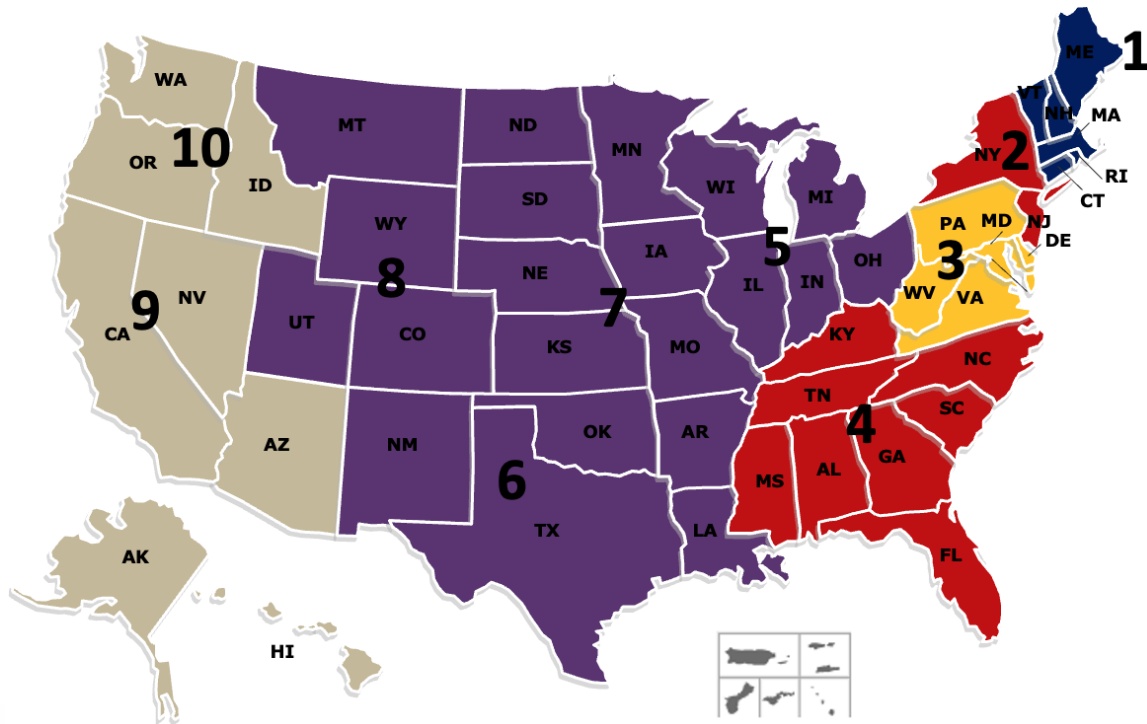 ME
1
WA
VT
NH
MA
MT
ND
MN
OR
10
NY
2
ID
SD
WI
MI
RI
CT
WY
PA
MD
NJ
DE
5
IA
OH
3
8
NE
7
IL
IN
WV
VA
9
NV
UT
CO
KS
MO
KY
CA
NC
TN
SC
4
AZ
NM
OK
AR
GA
6
MS
AL
TX
LA
AK
FL
HI